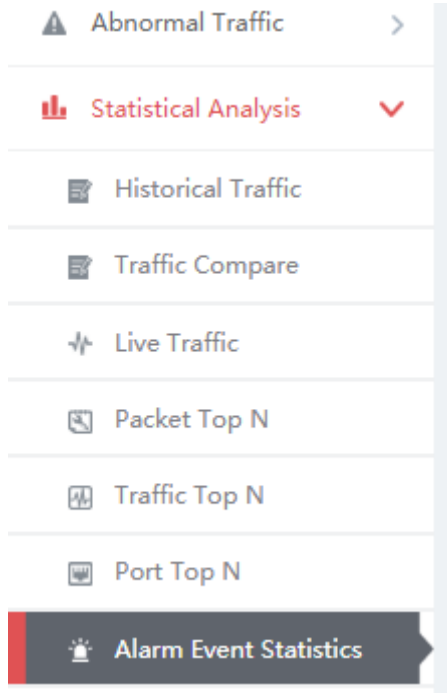 Abnormal Traffic
Statistical Analysis
Historical Traffic
Traffic Compare
Live Traffic
Packet Top N
Traffic Top N
Port Top N
Alarm Event Statistics